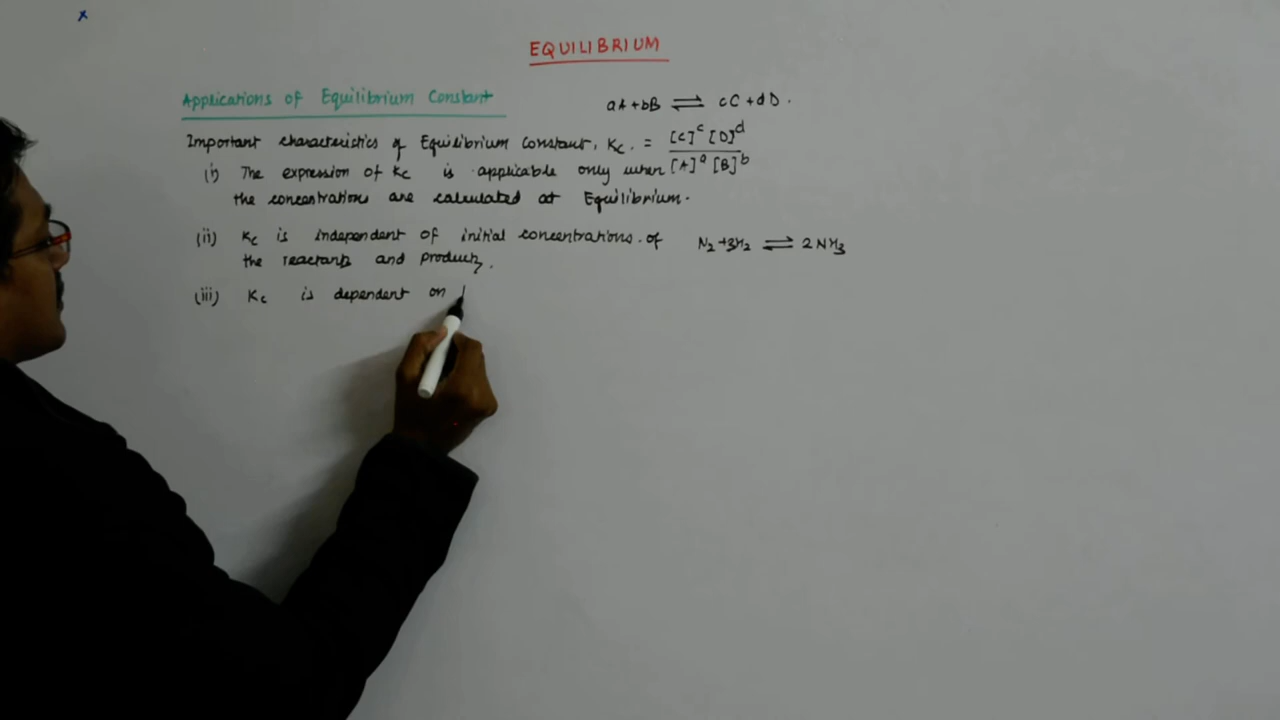 x
EQUILIBRIUM
Applications of Equilibrium Constant
aA+bB ⇌ cC+dD.
Important characteristics of Equilibrium Constant, Kc. = [C]^c [D]^d / [A]^a [B]^b
(i) The expression of Kc is applicable only when
the concentrations are calculated at Equilibrium.
(ii) Kc is independent of initial concentrations of N2+3H2 ⇌ 2NH3
the reactants and products.
(iii) Kc is dependent on